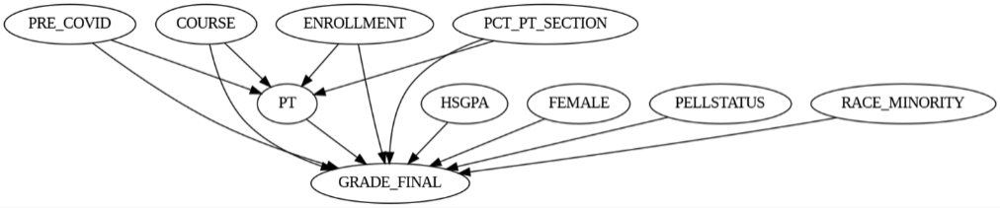 PRE_COVID
COURSE
ENROLLMENT
PCT_PT_SECTION
PT
HSGPA
FEMALE
PELLSTATUS
RACE_MINORITY
GRADE_FINAL